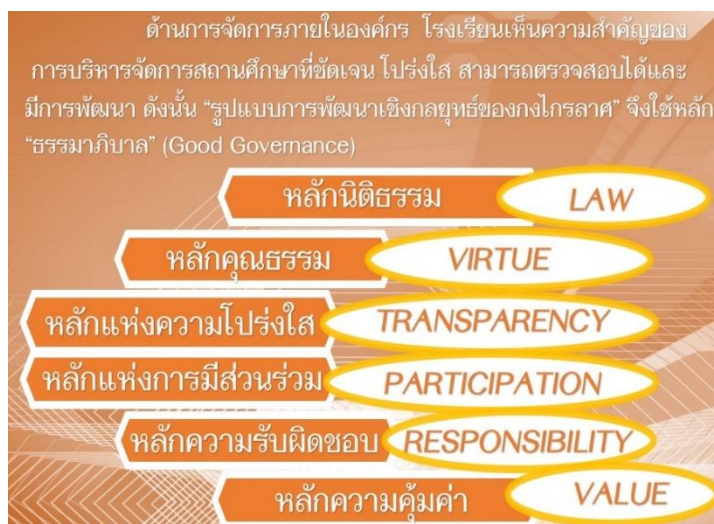 ด้านการจัดการภายในองค์กร โรงเรียนเห็นความสำคัญของ
การบริหารจัดการสถานศึกษาที่ชัดเจน โปร่งใส สามารถตรวจสอบได้และ
มีการพัฒนา ดังนั้น “รูปแบบการพัฒนาเชิงกลยุทธ์ของกงไกรลาศ” จึงใช้หลัก
“ธรรมาภิบาล” (Good Governance)
หลักนิติธรรม LAW
หลักคุณธรรม VIRTUE
หลักแห่งความโปร่งใส TRANSPARENCY
หลักแห่งการมีส่วนร่วม PARTICIPATION
หลักความรับผิดชอบ RESPONSIBILITY
หลักความคุ้มค่า VALUE